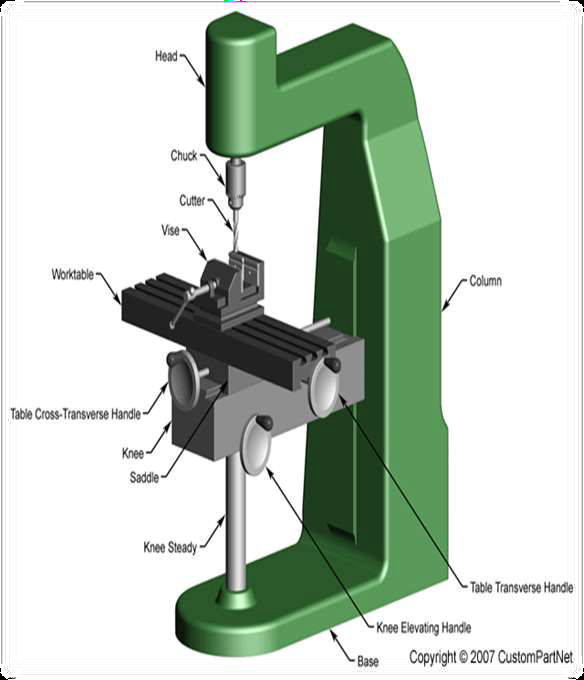 Head
Chuck
Cutter
Vise
Worktable
Column
Table Cross-Transverse Handle
Knee
Saddle
Knee Steady
Table Transverse Handle
Knee Elevating Handle
Base
Copyright © 2007 CustomPartNet